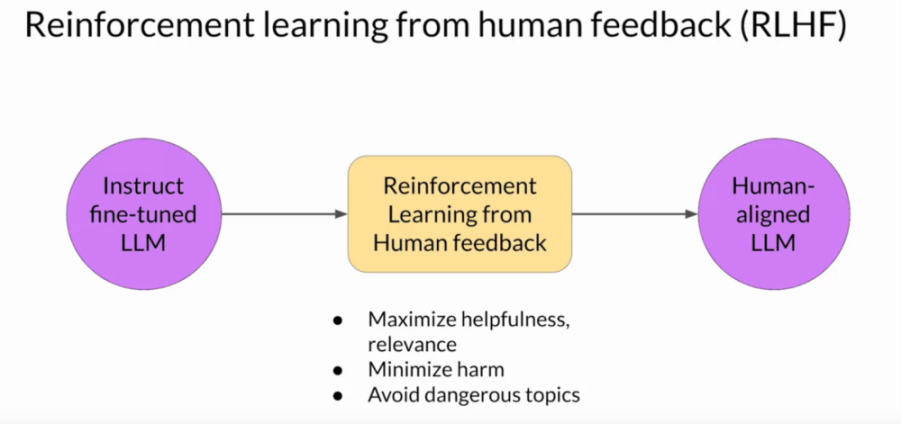 Reinforcement learning from human feedback (RLHF)
Instruct
fine-tuned
LLM
Reinforcement
Learning from
Human feedback
Human-
aligned
LLM
● Maximize helpfulness,
relevance
● Minimize harm
● Avoid dangerous topics